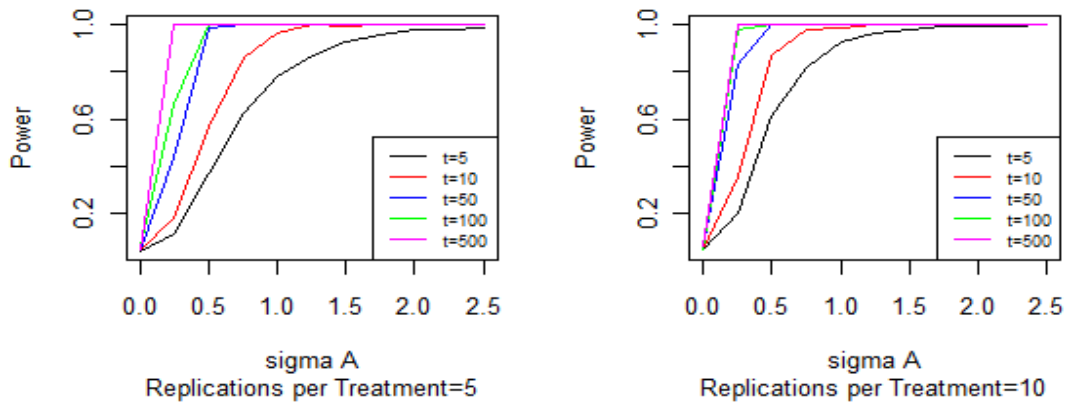 Power
1.0
0.6
0.2
t=5
t=10
t=50
t=100
t=500
0.0 0.5 1.0 1.5 2.0 2.5
sigma A
Replications per Treatment=5
Power
1.0
0.6
0.2
t=5
t=10
t=50
t=100
t=500
0.0 0.5 1.0 1.5 2.0 2.5
sigma A
Replications per Treatment=10